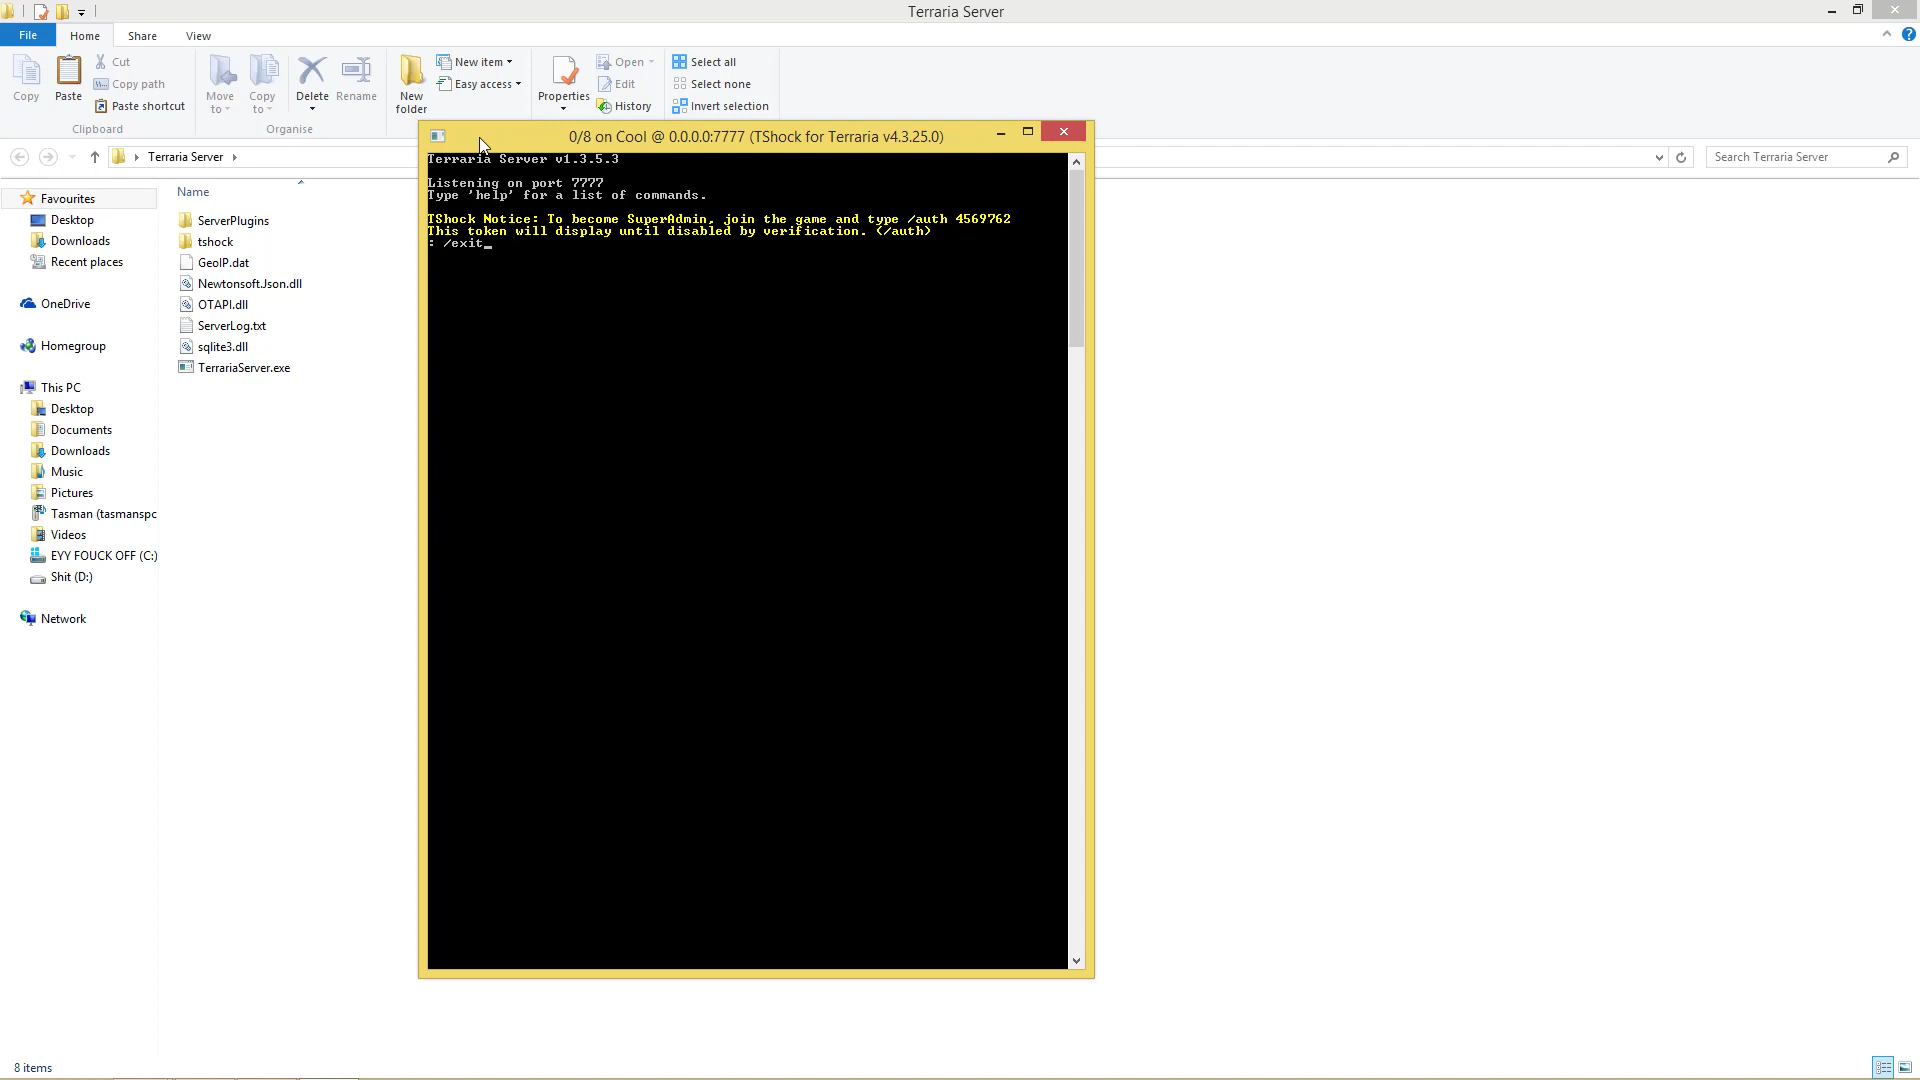 Terraria Server
File Home Share View
Copy
Paste
Cut
Copy path
Paste shortcut
Clipboard
Move to
Copy to
Delete
Rename
Organise
New folder
New item
Easy access
Properties
Open
Edit
History
Select all
Select none
Invert selection
Terraria Server
Search Terraria Server
Favourites
Desktop
Downloads
Recent places
OneDrive
Homegroup
This PC
Desktop
Documents
Downloads
Music
Pictures
Tasman (tasmanspc
Videos
EYY FOUCK OFF (C:)
Shit (D:)
Network
Name
ServerPlugins
tshock
GeoIP.dat
Newtonsoft.Json.dll
OTAPI.dll
ServerLog.txt
sqlite3.dll
TerrariaServer.exe
0/8 on Cool @ 0.0.0.0:7777 (TShock for Terraria v4.3.25.0)
Terraria Server v1.3.5.3
Listening on port 7777
Type 'help' for a list of commands.
TShock Notice: To become SuperAdmin, join the game and type /auth 4569762
This token will display until disabled by verification. (/auth)
: /exit_
8 items